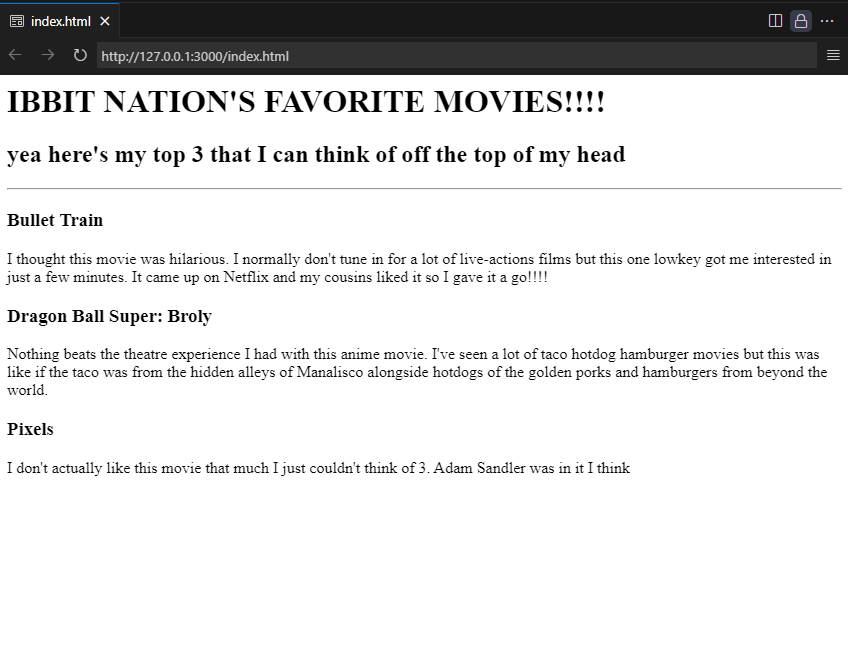 index.html
http://127.0.0.1:3000/index.html
IBBIT NATION'S FAVORITE MOVIES!!!!
yea here's my top 3 that I can think of off the top of my head
Bullet Train
I thought this movie was hilarious. I normally don't tune in for a lot of live-actions films but this one lowkey got me interested in
just a few minutes. It came up on Netflix and my cousins liked it so I gave it a go!!!!
Dragon Ball Super: Broly
Nothing beats the theatre experience I had with this anime movie. I've seen a lot of taco hotdog hamburger movies but this was
like if the taco was from the hidden alleys of Manalisco alongside hotdogs of the golden porks and hamburgers from beyond the
world.
Pixels
I don't actually like this movie that much I just couldn't think of 3. Adam Sandler was in it I think